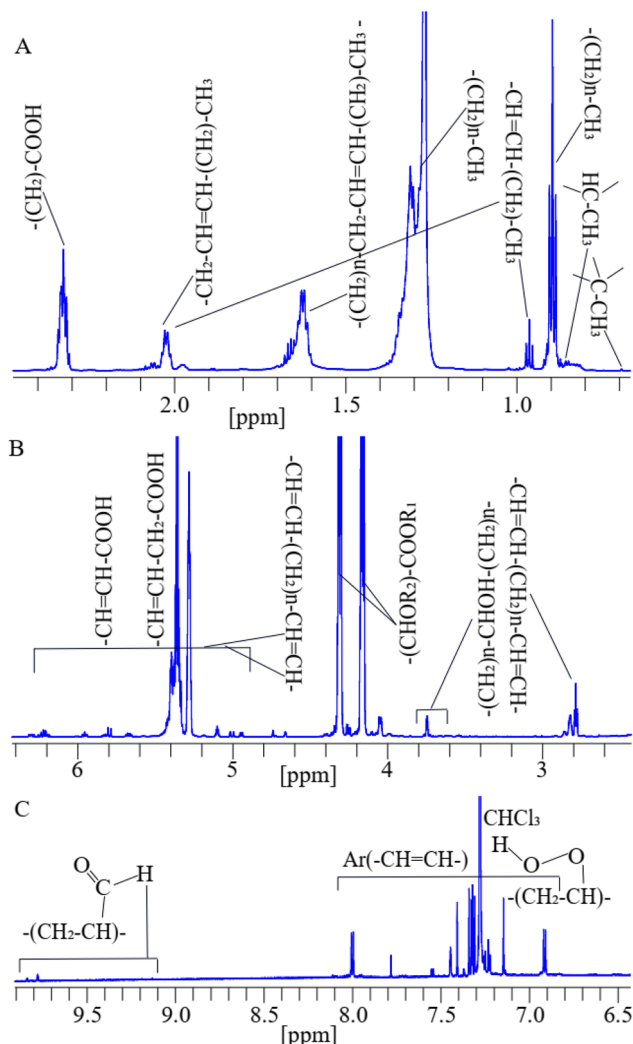 A
-((CH₂)-COOH
-CH₂-CH=CH-(CH₂)-CH₃
-(CH₂)n-CH₂-CH=CH-(CH₂)-CH₃ -
-(CH₂)n-CH₃
-CH=CH-(CH₂)-CH₃
-(CH₂)n-CH₃
HC-CH₃
C-CH₃
2.0 1.5 1.0
[ppm]
B
-CH=CH-COOH
-CH=CH-CH₂-COOH
-CH=CH-(CH₂)n-CH=CH-
-(CHOR₂)-COOR₁
-(CH₂)n-CHOH-(CH₂)n-
-CH=CH-(CH₂)n-CH=CH-
6 5 4 3
[ppm]
C
CHCl₃
O H
H O O
Ar(-CH=CH-)
C
-(CH₂-CH)-
-(CH₂-CH)-
9.5 9.0 8.5 8.0 7.5 7.0 6.5
[ppm]